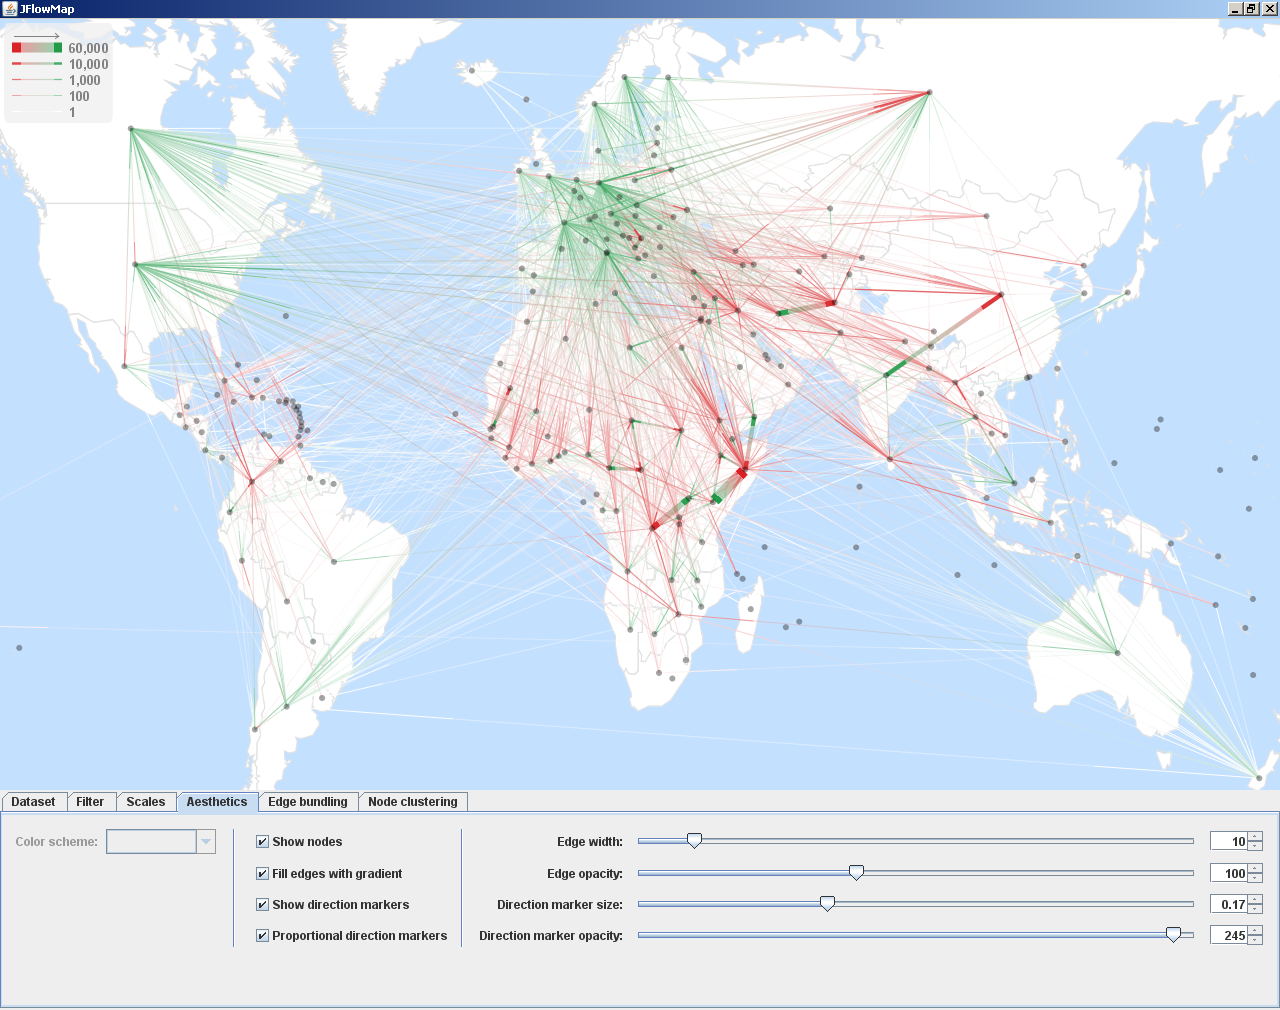 JFlowMap
60,000
10,000
1,000
100
1
Dataset Filter Scales Aesthetics Edge bundling Node clustering
Color scheme:
Show nodes
Fill edges with gradient
Show direction markers
Proportional direction markers
Edge width: 10
Edge opacity: 100
Direction marker size: 0.17
Direction marker opacity: 245